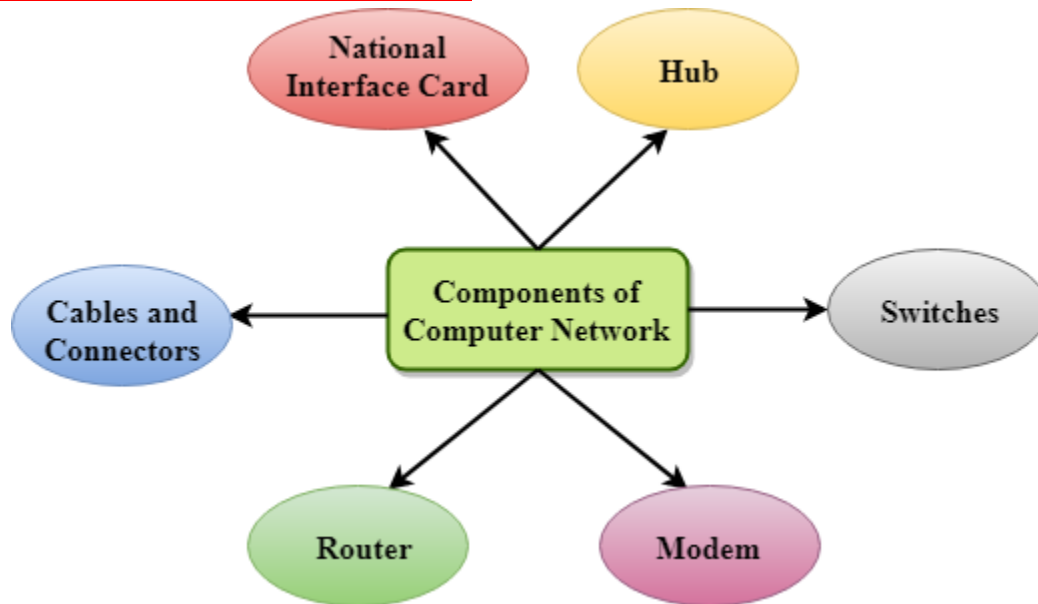 National
Interface Card
Hub
Components of
Computer Network
Cables and
Connectors
Switches
Router
Modem